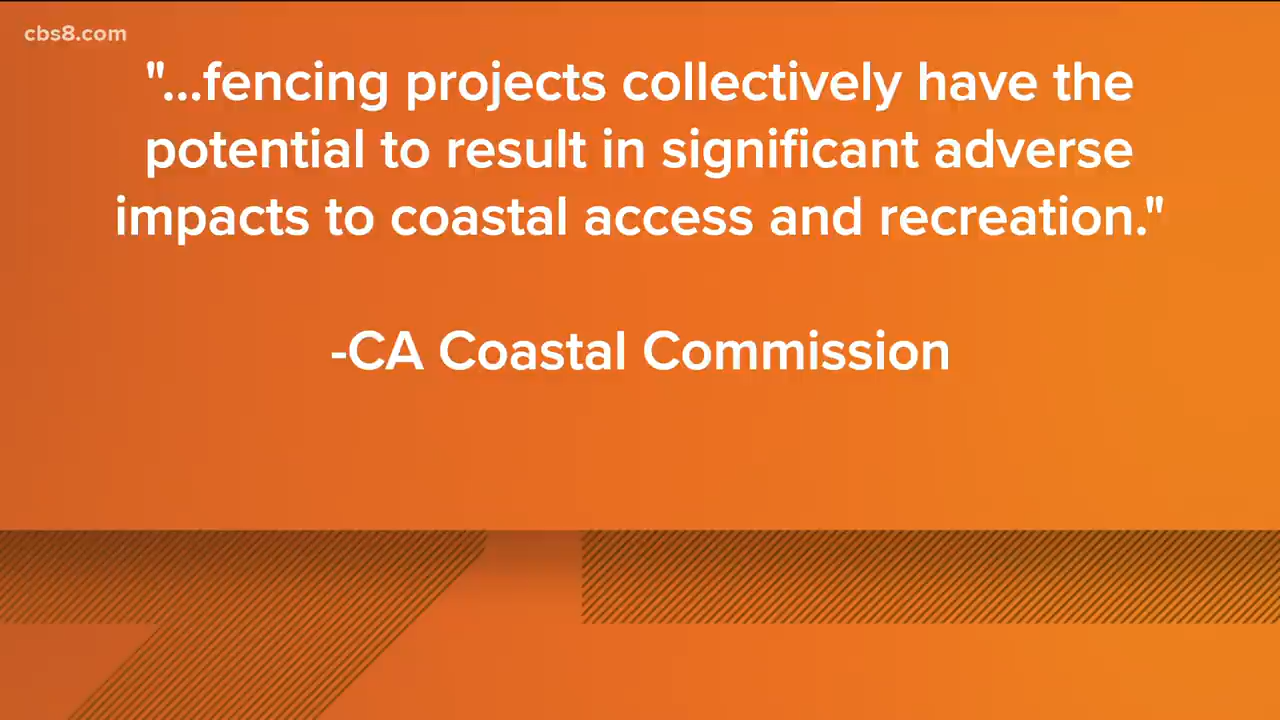 cbs8.com
"...fencing projects collectively have the
potential to result in significant adverse
impacts to coastal access and recreation."
-CA Coastal Commission